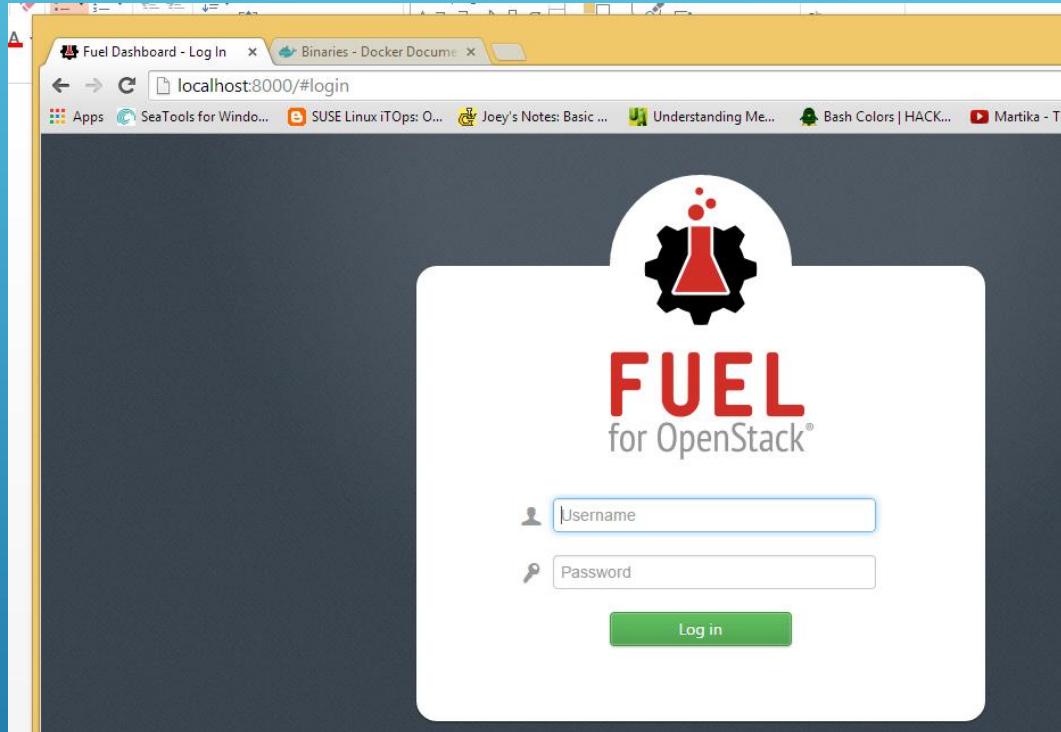 A
Fuel Dashboard - Log In
Binaries - Docker Docume
localhost:8000/#login
Apps
SeaTools for Windo...
SUSE Linux iTOps: O...
Joey's Notes: Basic ...
Understanding Me...
Bash Colors | HACK...
Martika - T
FUEL
for OpenStack®
Username
Password
Log in